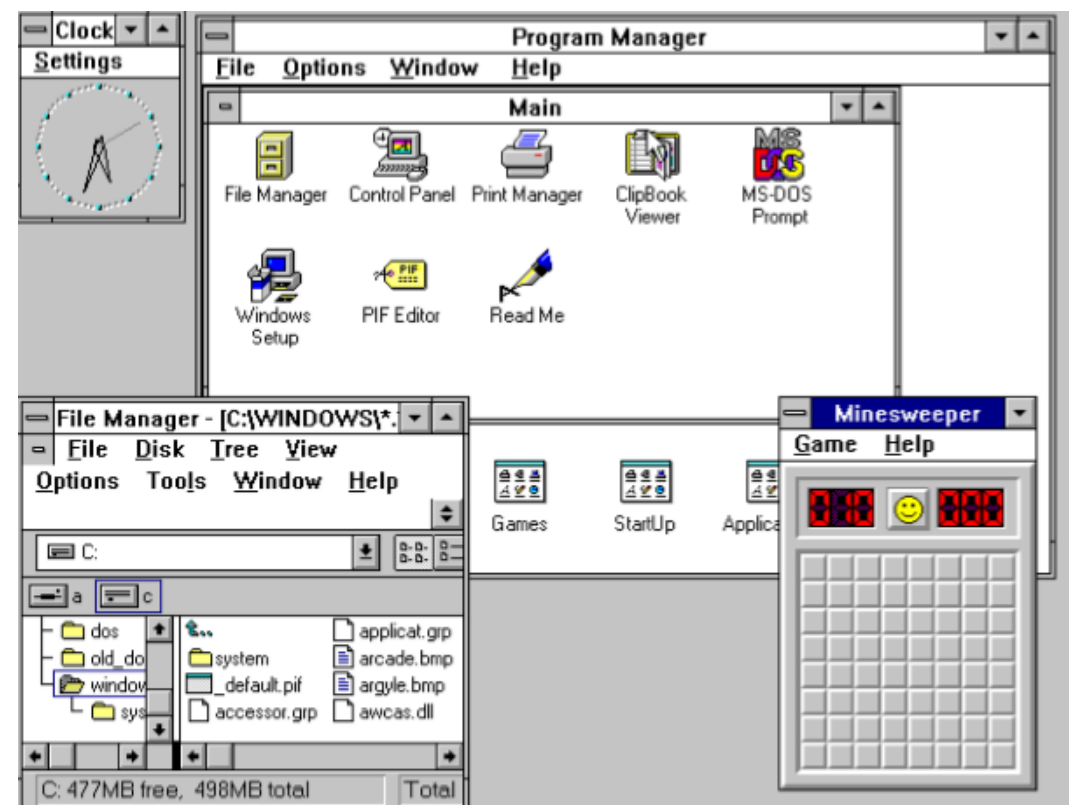 Clock
Settings
Program Manager
File Options Window Help
Main
File Manager
Control Panel
Print Manager
ClipBook
Viewer
MS-DOS
Prompt
Windows
Setup
PIF Editor
Read Me
Games
StartUp
Applica
File Manager - [C:\WINDOWS\*.
File Disk Tree View
Options Tools Window Help
C:
a c
dos
old_do
window
sys
system
_default.pif
accessor.grp
applicat.grp
arcade.bmp
argyle.bmp
awcas.dll
C: 477MB free, 498MB total Total
Minesweeper
Game Help